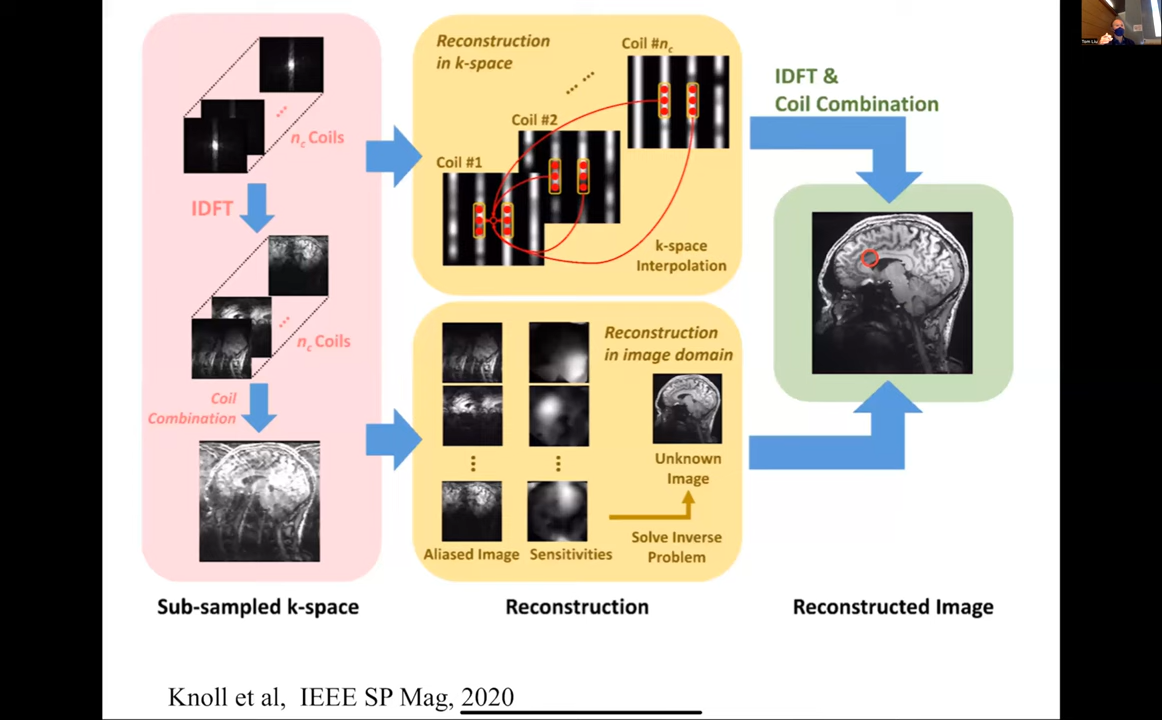 n_c Coils
IDFT
n_c Coils
Coil
Combination
Sub-sampled k-space
Reconstruction
in k-space
Coil #n_c
Coil #2
Coil #1
k-space
Interpolation
Reconstruction
in image domain
Unknown
Image
Solve Inverse
Problem
Aliased Image
Sensitivities
Reconstruction
IDFT &
Coil Combination
Reconstructed Image
Knoll et al, IEEE SP Mag, 2020
Tom Liu